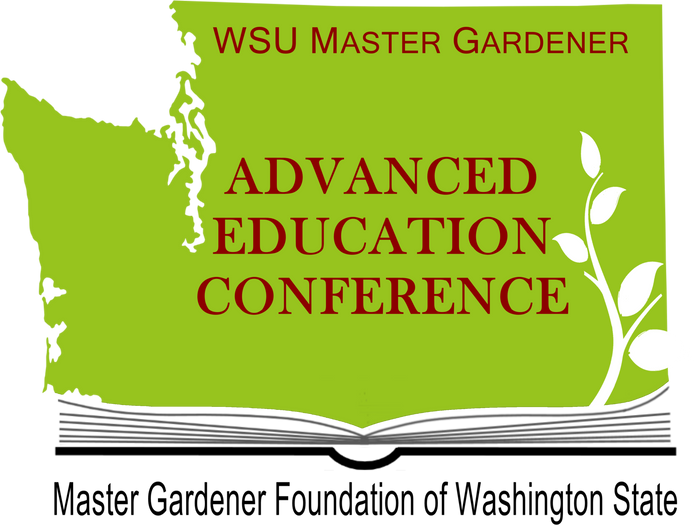 WSU MASTER GARDENER
ADVANCED
EDUCATION
CONFERENCE
Master Gardener Foundation of Washington State